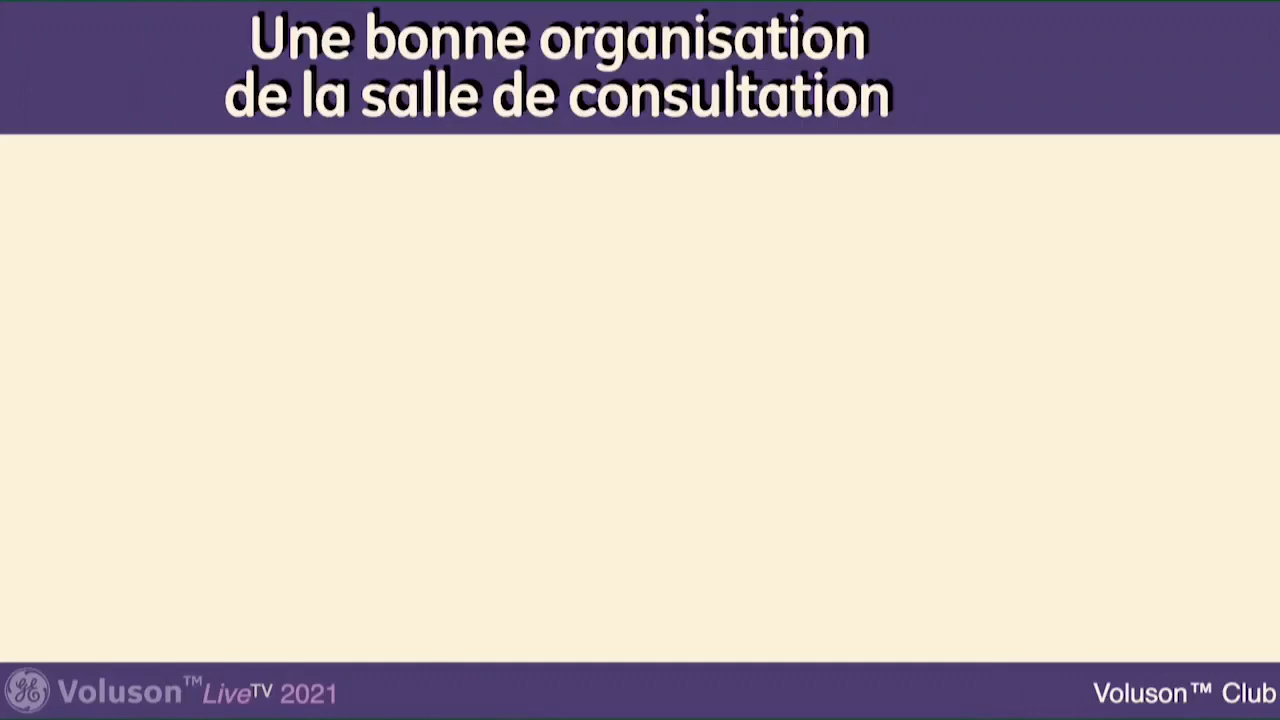 Une bonne organisation
de la salle de consultation
Voluson™ LiveTV 2021
Voluson™ Club